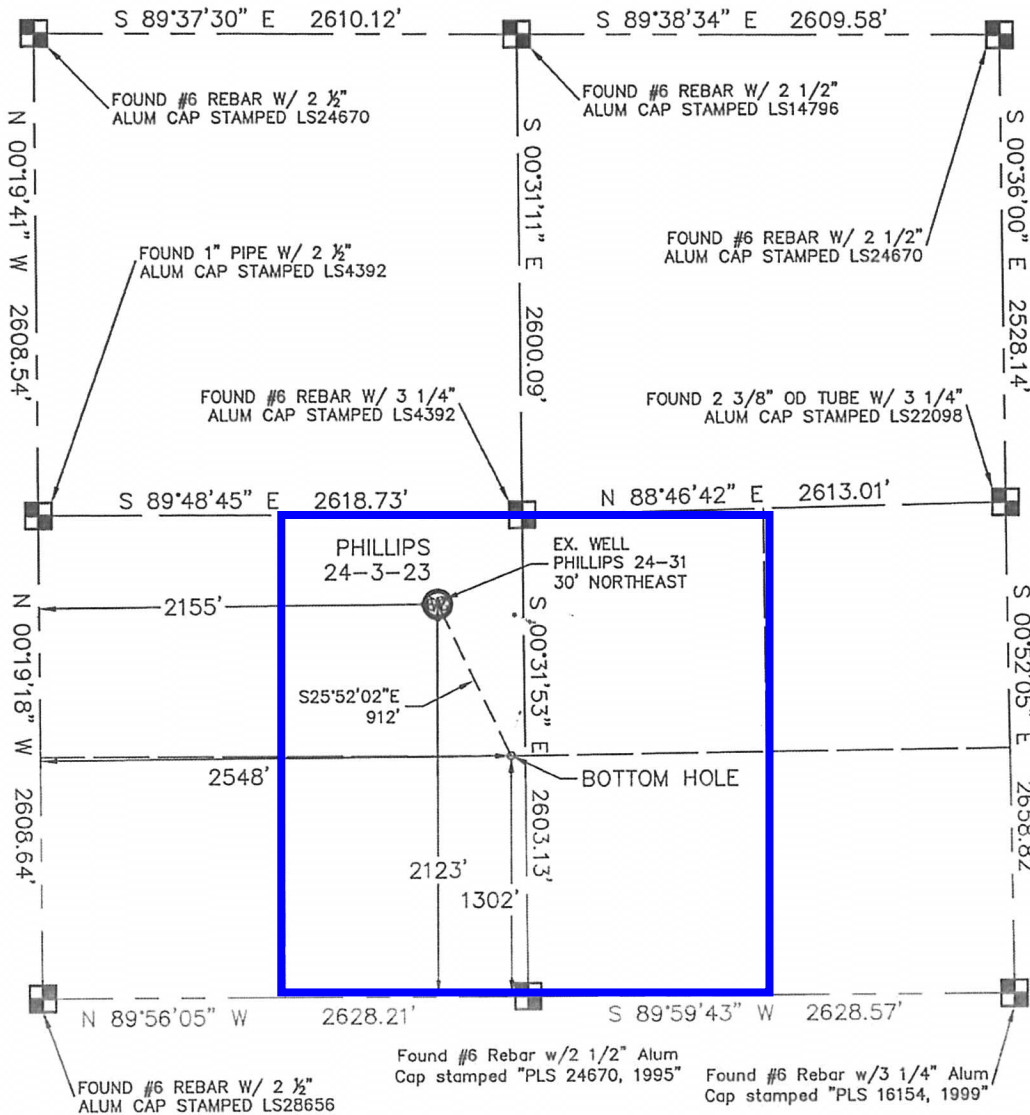 S 89°37'30" E 2610.12'
S 89°38'34" E 2609.58'
FOUND #6 REBAR W/ 2 ½"
ALUM CAP STAMPED LS24670
FOUND #6 REBAR W/ 2 1/2"
ALUM CAP STAMPED LS14796
N 00°19'41" W 2608.54'
S 00°31'11" E 2600.09'
S 00°36'00" E 2528.14'
FOUND 1" PIPE W/ 2 ½"
ALUM CAP STAMPED LS4392
FOUND #6 REBAR W/ 2 1/2"
ALUM CAP STAMPED LS24670
FOUND #6 REBAR W/ 3 1/4"
ALUM CAP STAMPED LS4392
FOUND 2 3/8" OD TUBE W/ 3 1/4"
ALUM CAP STAMPED LS22098
S 89°48'45" E 2618.73'
N 88°46'42" E 2613.01'
PHILLIPS
24-3-23
EX. WELL
PHILLIPS 24-31
30' NORTHEAST
2155'
N 00°19'18" W 2608.64'
S 00°31'53" E 2603.13'
S 00°52'05" E 2658.82
S25°52'02"E
912'
2548'
BOTTOM HOLE
2123'
1302'
N 89°56'05" W 2628.21'
S 89°59'43" W 2628.57'
Found #6 Rebar w/2 1/2" Alum
Cap stamped "PLS 24670, 1995"
Found #6 Rebar w/3 1/4" Alum
Cap stamped "PLS 16154, 1999"
FOUND #6 REBAR W/ 2 ½"
ALUM CAP STAMPED LS28656